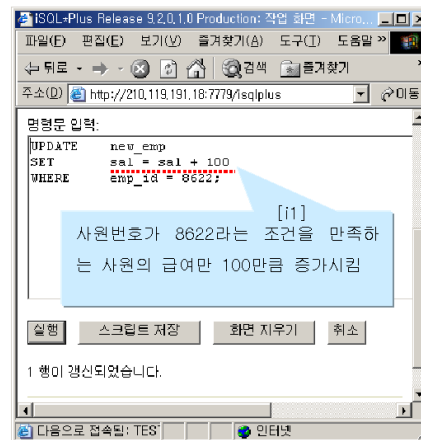 iSQL*Plus Release 9.2.0.1.0 Production: 작업 화면 - Micro...
파일(F) 편집(E) 보기(V) 즐겨찾기(A) 도구(T) 도움말 »
뒤로 검색 즐겨찾기
주소(D) http://210.119.191.18:7779/isqlplus 이동
명령문 입력:
UPDATE new_emp
SET sal = sal + 100
WHERE emp_id = 8622;
[i1]
사원번호가 8622라는 조건을 만족하
는 사원의 급여만 100만큼 증가시킴
실행 스크립트 저장 화면 지우기 취소
1 행이 갱신되었습니다.
다음으로 접속됨: TES 인터넷